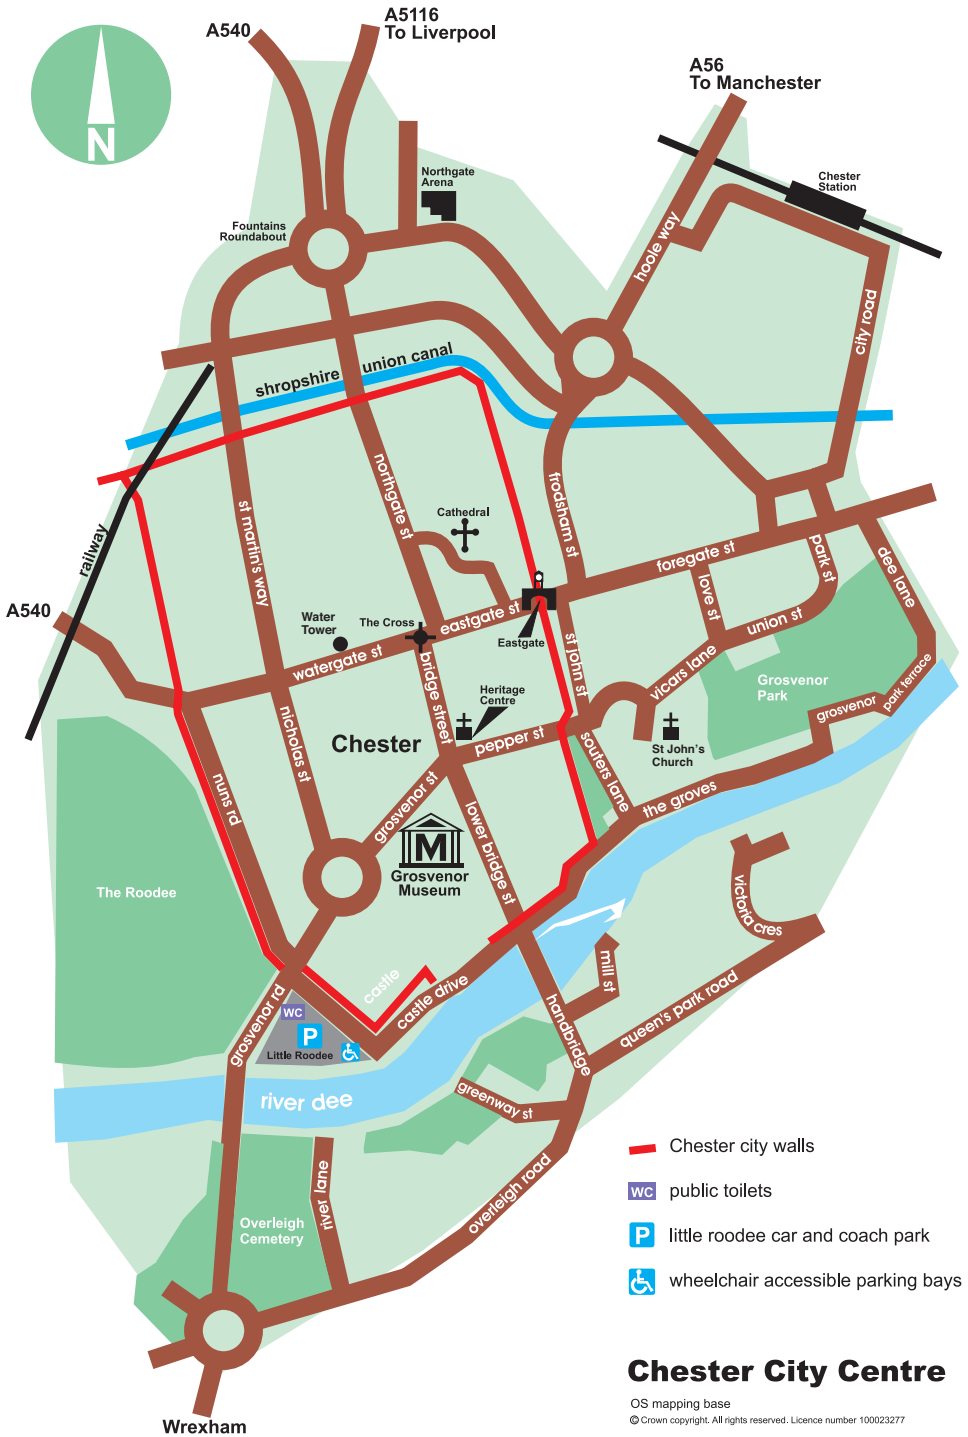 A5116
To Liverpool
A540
A56
To Manchester
N
Northgate
Arena
Chester
Station
Fountains
Roundabout
hoole way
city road
shropshire union canal
northgate st
st martin's way
frodsham st
Cathedral
railway
foregate st
park st
dee lane
love st
A540
Water
Tower
The Cross
eastgate st
Eastgate
union st
watergate st
bridge street
st john st
vicars lane
Heritage
Centre
Grosvenor
Park
grosvenor
park terrace
nicholas st
Chester
pepper st
St John's
Church
souters lane
nuns rd
grosvenor st
the groves
lower bridge st
M
Grosvenor
Museum
The Roodee
victoria cres
castle
castle drive
mill st
queen's park road
grosvenor rd
WC
P
Little Roodee
handbridge
river dee
greenway st
river lane
overleigh road
Overleigh
Cemetery
Wrexham
Chester city walls
WC public toilets
P little roodee car and coach park
wheelchair accessible parking bays
Chester City Centre
OS mapping base
© Crown copyright. All rights reserved. Licence number 100023277